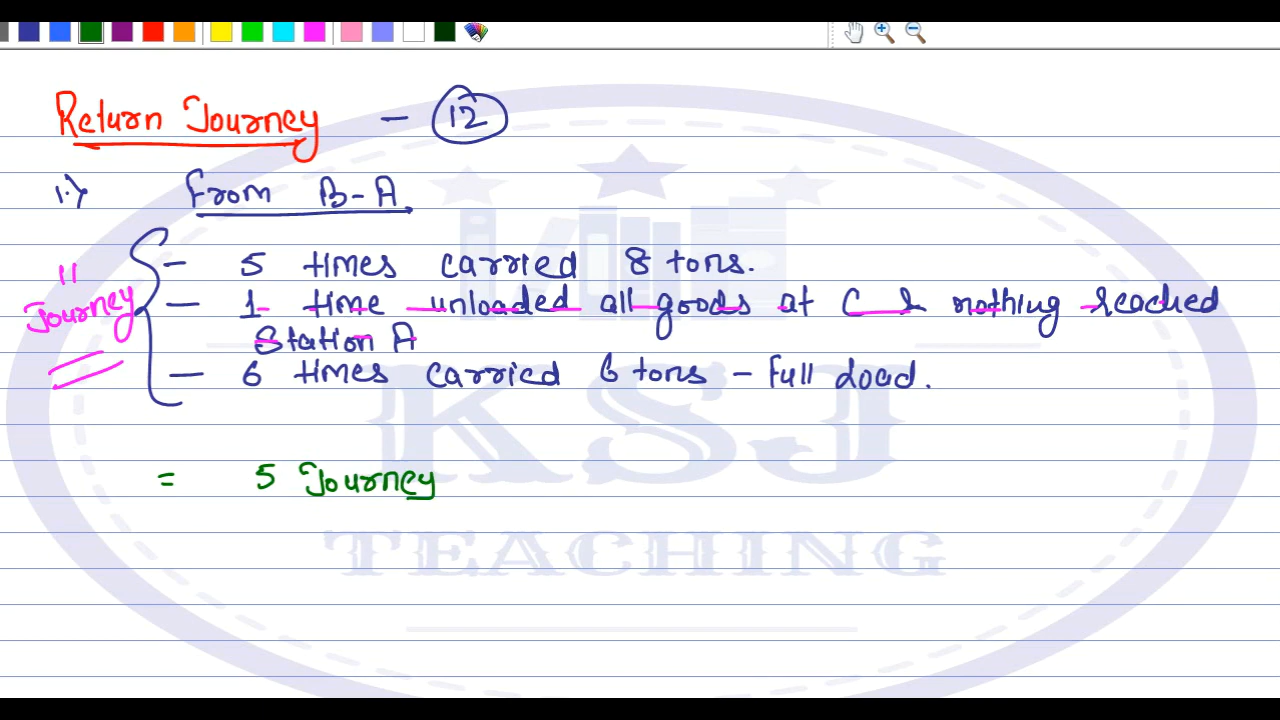 Return Journey - 12
1.) From B-A
- 5 times carried 8 tons.
11 Journey
- 1 time unloaded all goods at C & nothing reached
Station A
- 6 times carried 6 tons - Full Load.
= 5 Journey
KSJ
TEACHING